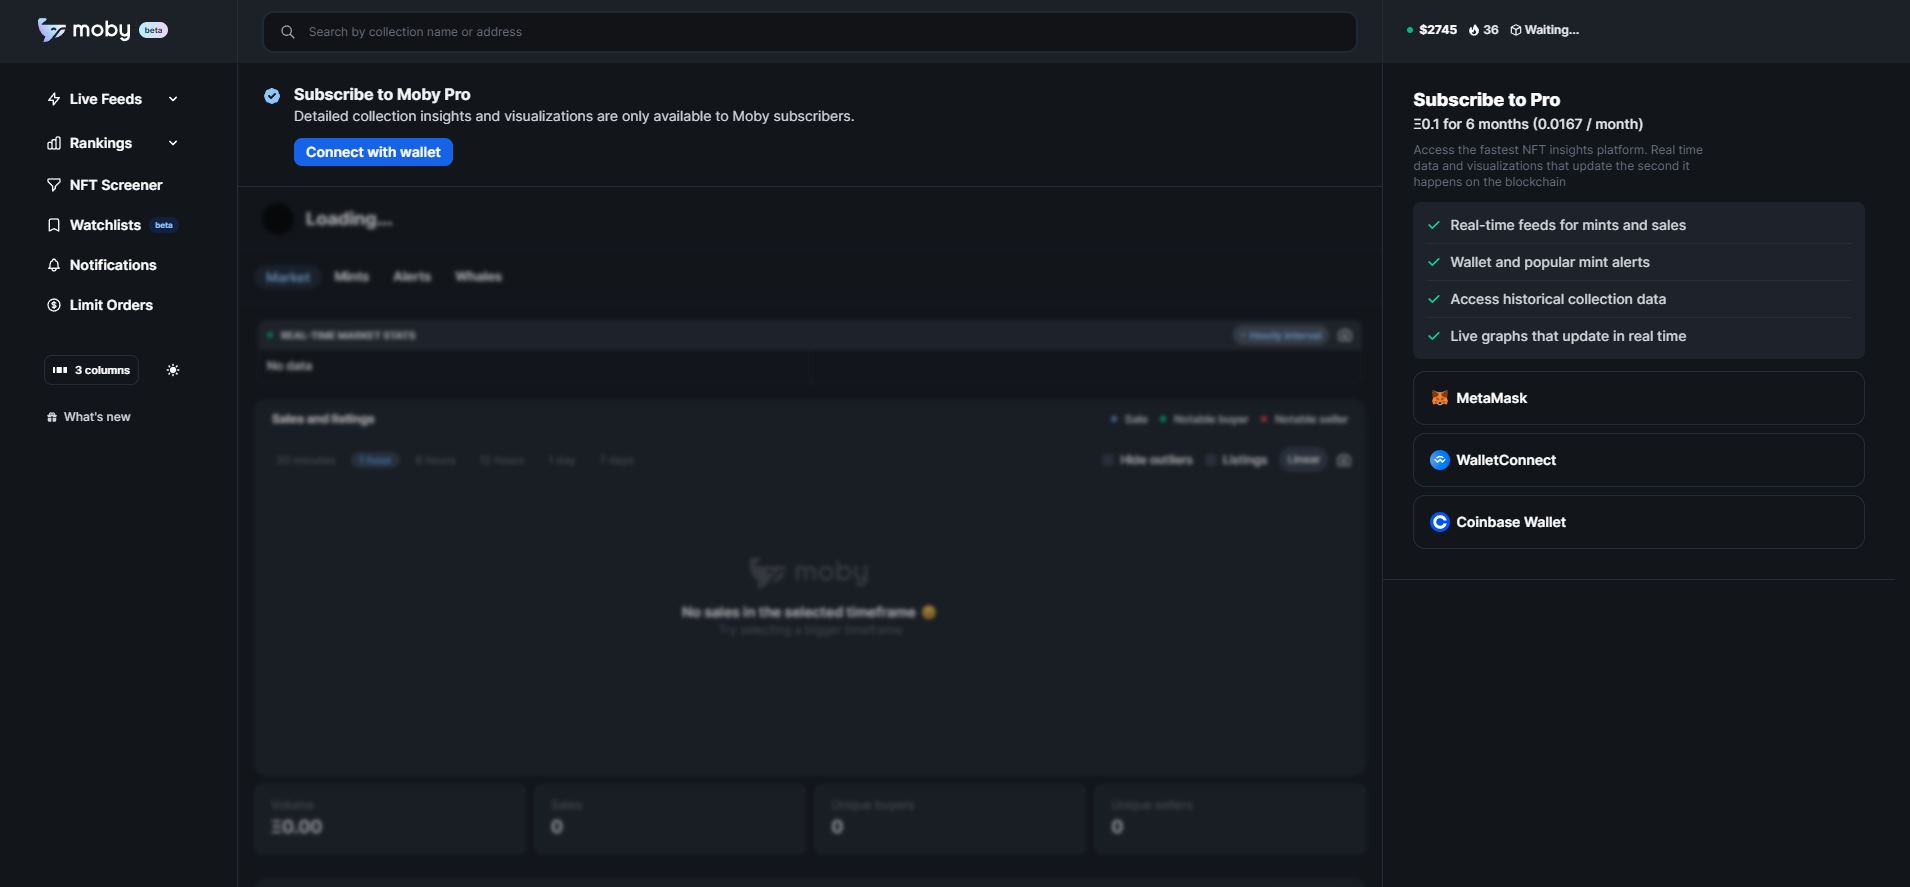 moby beta
Search by collection name or address
$2745 36 Waiting...
Live Feeds
Rankings
NFT Screener
Watchlists beta
Notifications
Limit Orders
3 columns
What's new
Subscribe to Moby Pro
Detailed collection insights and visualizations are only available to Moby subscribers.
Connect with wallet
Loading...
Market Mints Alerts Whales
REAL-TIME MARKET STATS Hourly interval
No data
Sales and listings Sale Notable buyer Notable seller
30 minutes 1 hour 6 hours 12 hours 1 day 7 days Hide outliers Listings Linear
moby
No sales in the selected timeframe
Try selecting a bigger timeframe
Volume
Ξ0.00
Sales
0
Unique buyers
0
Unique sellers
0
Subscribe to Pro
Ξ0.1 for 6 months (0.0167 / month)
Access the fastest NFT insights platform. Real time
data and visualizations that update the second it
happens on the blockchain
Real-time feeds for mints and sales
Wallet and popular mint alerts
Access historical collection data
Live graphs that update in real time
MetaMask
WalletConnect
Coinbase Wallet